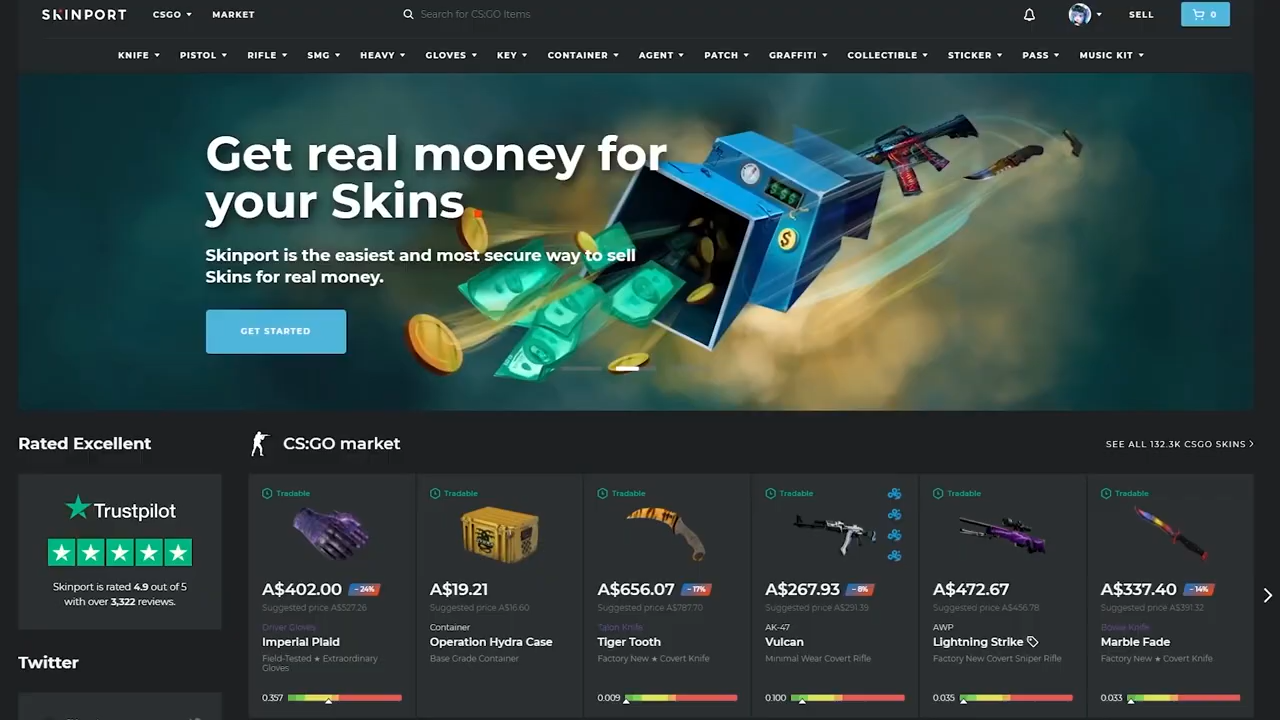 SKINPORT
CSGO
MARKET
Search for CS:GO Items
SELL
0
KNIFE
PISTOL
RIFLE
SMG
HEAVY
GLOVES
KEY
CONTAINER
AGENT
PATCH
GRAFFITI
COLLECTIBLE
STICKER
PASS
MUSIC KIT
Get real money for
your Skins
Skinport is the easiest and most secure way to sell
Skins for real money.
GET STARTED
Rated Excellent
Trustpilot
Skinport is rated 4.9 out of 5
with over 3,322 reviews.
Twitter
CS:GO market
SEE ALL 132.3K CSGO SKINS
Tradable
A$402.00
- 24%
Suggested price A$527.26
Driver Gloves
Imperial Plaid
Field-Tested ★ Extraordinary
Gloves
0.357
Tradable
A$19.21
Suggested price A$16.60
Container
Operation Hydra Case
Base Grade Container
Tradable
A$656.07
- 17%
Suggested price A$787.70
Talon Knife
Tiger Tooth
Factory New ★ Covert Knife
0.009
Tradable
A$267.93
- 8%
Suggested price A$291.39
AK-47
Vulcan
Minimal Wear Covert Rifle
0.100
Tradable
A$472.67
Suggested price A$456.78
AWP
Lightning Strike
Factory New Covert Sniper Rifle
0.035
Tradable
A$337.40
- 14%
Suggested price A$391.32
Bowie Knife
Marble Fade
Factory New ★ Covert Knife
0.033